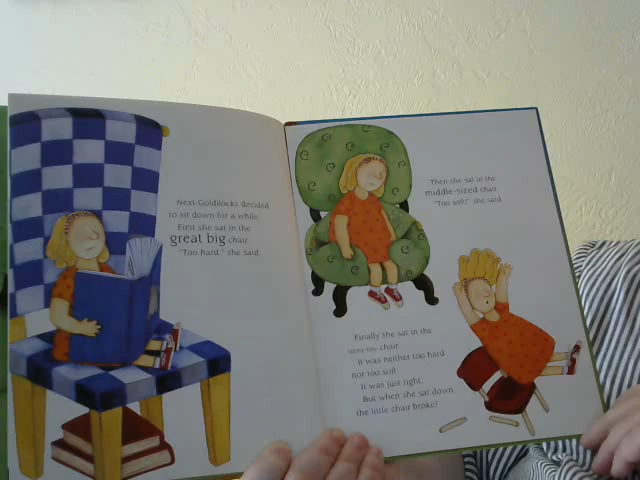 Next Goldilocks decided
to sit down for a while.
First she sat in the
great big chair.
"Too hard," she said.
Then she sat in the
middle-sized chair.
"Too soft!" she said.
Finally she sat in the
teeny-tiny chair.
It was neither too hard
nor too soft.
It was just right.
But when she sat down,
the little chair broke!